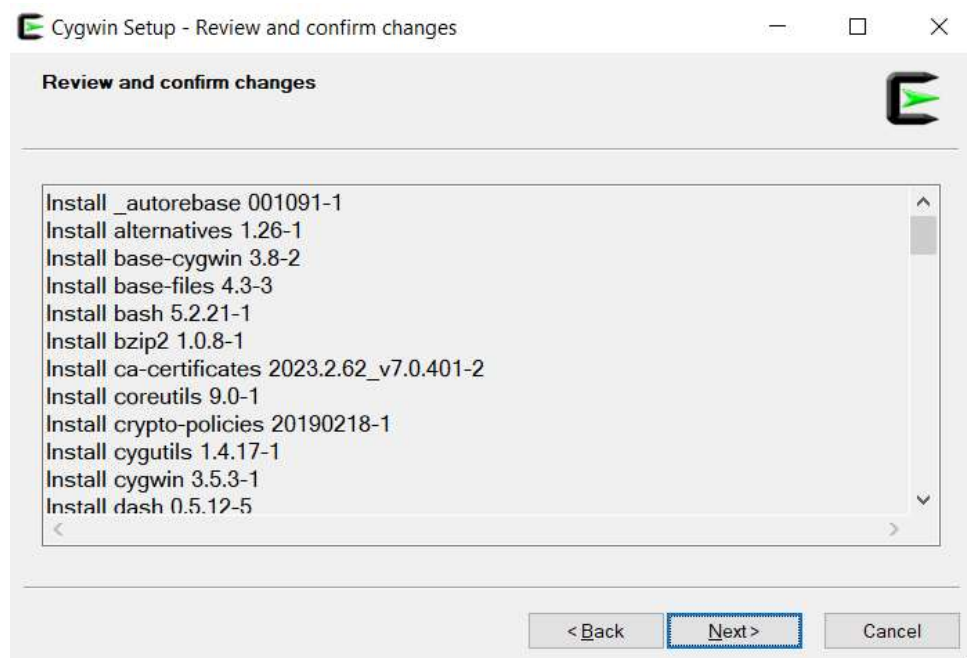 Cygwin Setup - Review and confirm changes
Review and confirm changes
Install _autorebase 001091-1
Install alternatives 1.26-1
Install base-cygwin 3.8-2
Install base-files 4.3-3
Install bash 5.2.21-1
Install bzip2 1.0.8-1
Install ca-certificates 2023.2.62_v7.0.401-2
Install coreutils 9.0-1
Install crypto-policies 20190218-1
Install cygutils 1.4.17-1
Install cygwin 3.5.3-1
Install dash 0.5.12-5
< Back Next > Cancel